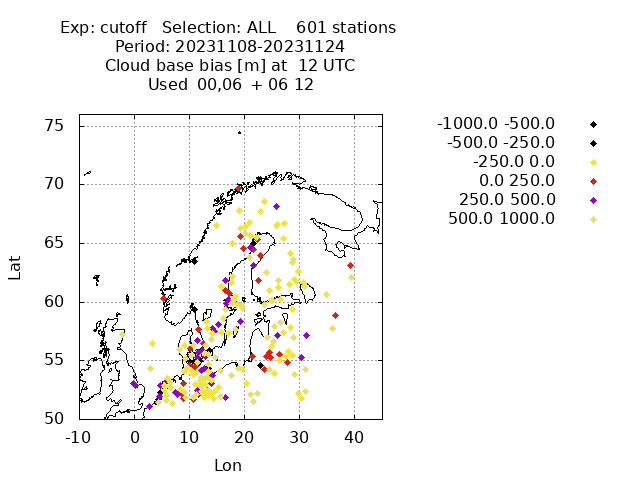 Exp: cutoff Selection: ALL 601 stations
Period: 20231108-20231124
Cloud base bias [m] at 12 UTC
Used 00,06 + 06 12
-1000.0 -500.0
-500.0 -250.0
-250.0 0.0
0.0 250.0
250.0 500.0
500.0 1000.0
75
70
65
60
55
50
Lat
-10 0 10 20 30 40
Lon